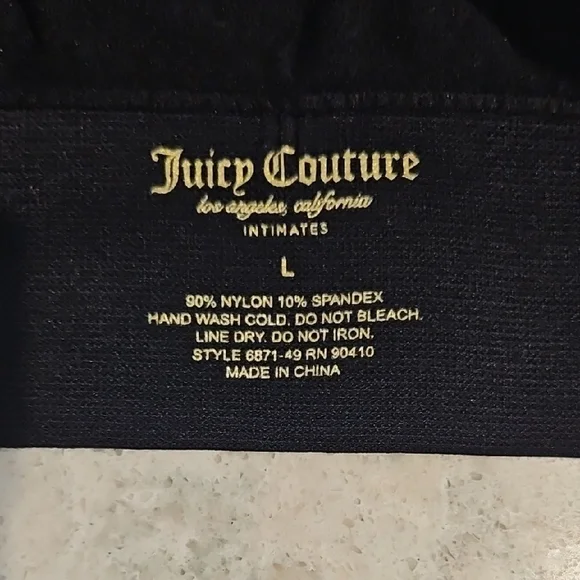 Juicy Couture
los angeles, california
INTIMATES
L
90% NYLON 10% SPANDEX
HAND WASH COLD. DO NOT BLEACH.
LINE DRY. DO NOT IRON.
STYLE 6871-49 RN 90410
MADE IN CHINA